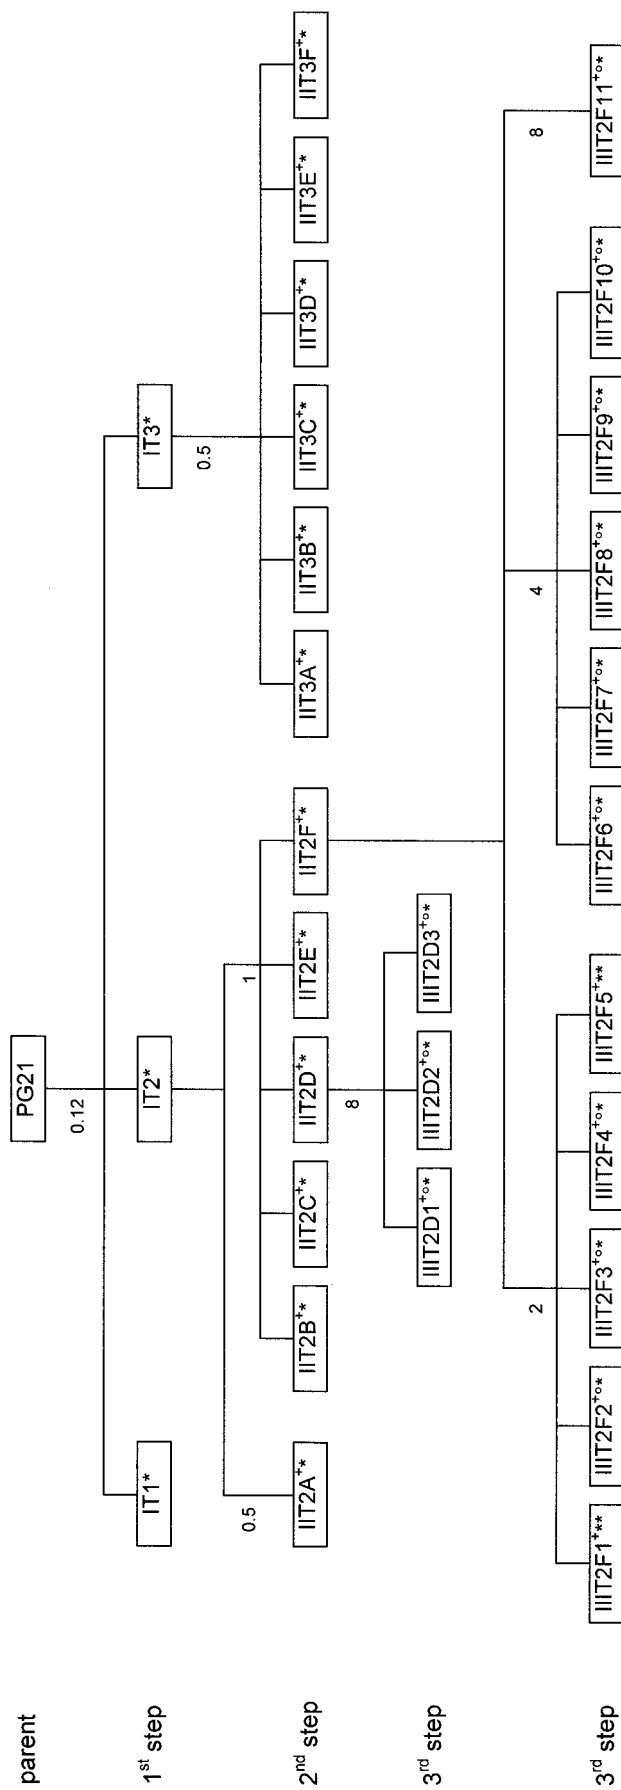 parent
PG21
0.12
1st step
IT1*
IT2*
IT3*
0.5
1
0.5
2nd step
IIT2A+*
IIT2B+*
IIT2C+*
IIT2D+*
IIT2E+*
IIT2F+*
IIT3A+*
IIT3B+*
IIT3C+*
IIT3D+*
IIT3E+*
IIT3F+*
8
3rd step
IIIT2D1+o*
IIIT2D2+o*
IIIT2D3+o*
2
4
8
3rd step
IIIT2F1+**
IIIT2F2+o*
IIIT2F3+o*
IIIT2F4+o*
IIIT2F5+**
IIIT2F6+o*
IIIT2F7+o*
IIIT2F8+o*
IIIT2F9+o*
IIIT2F10+o*
IIIT2F11+o*